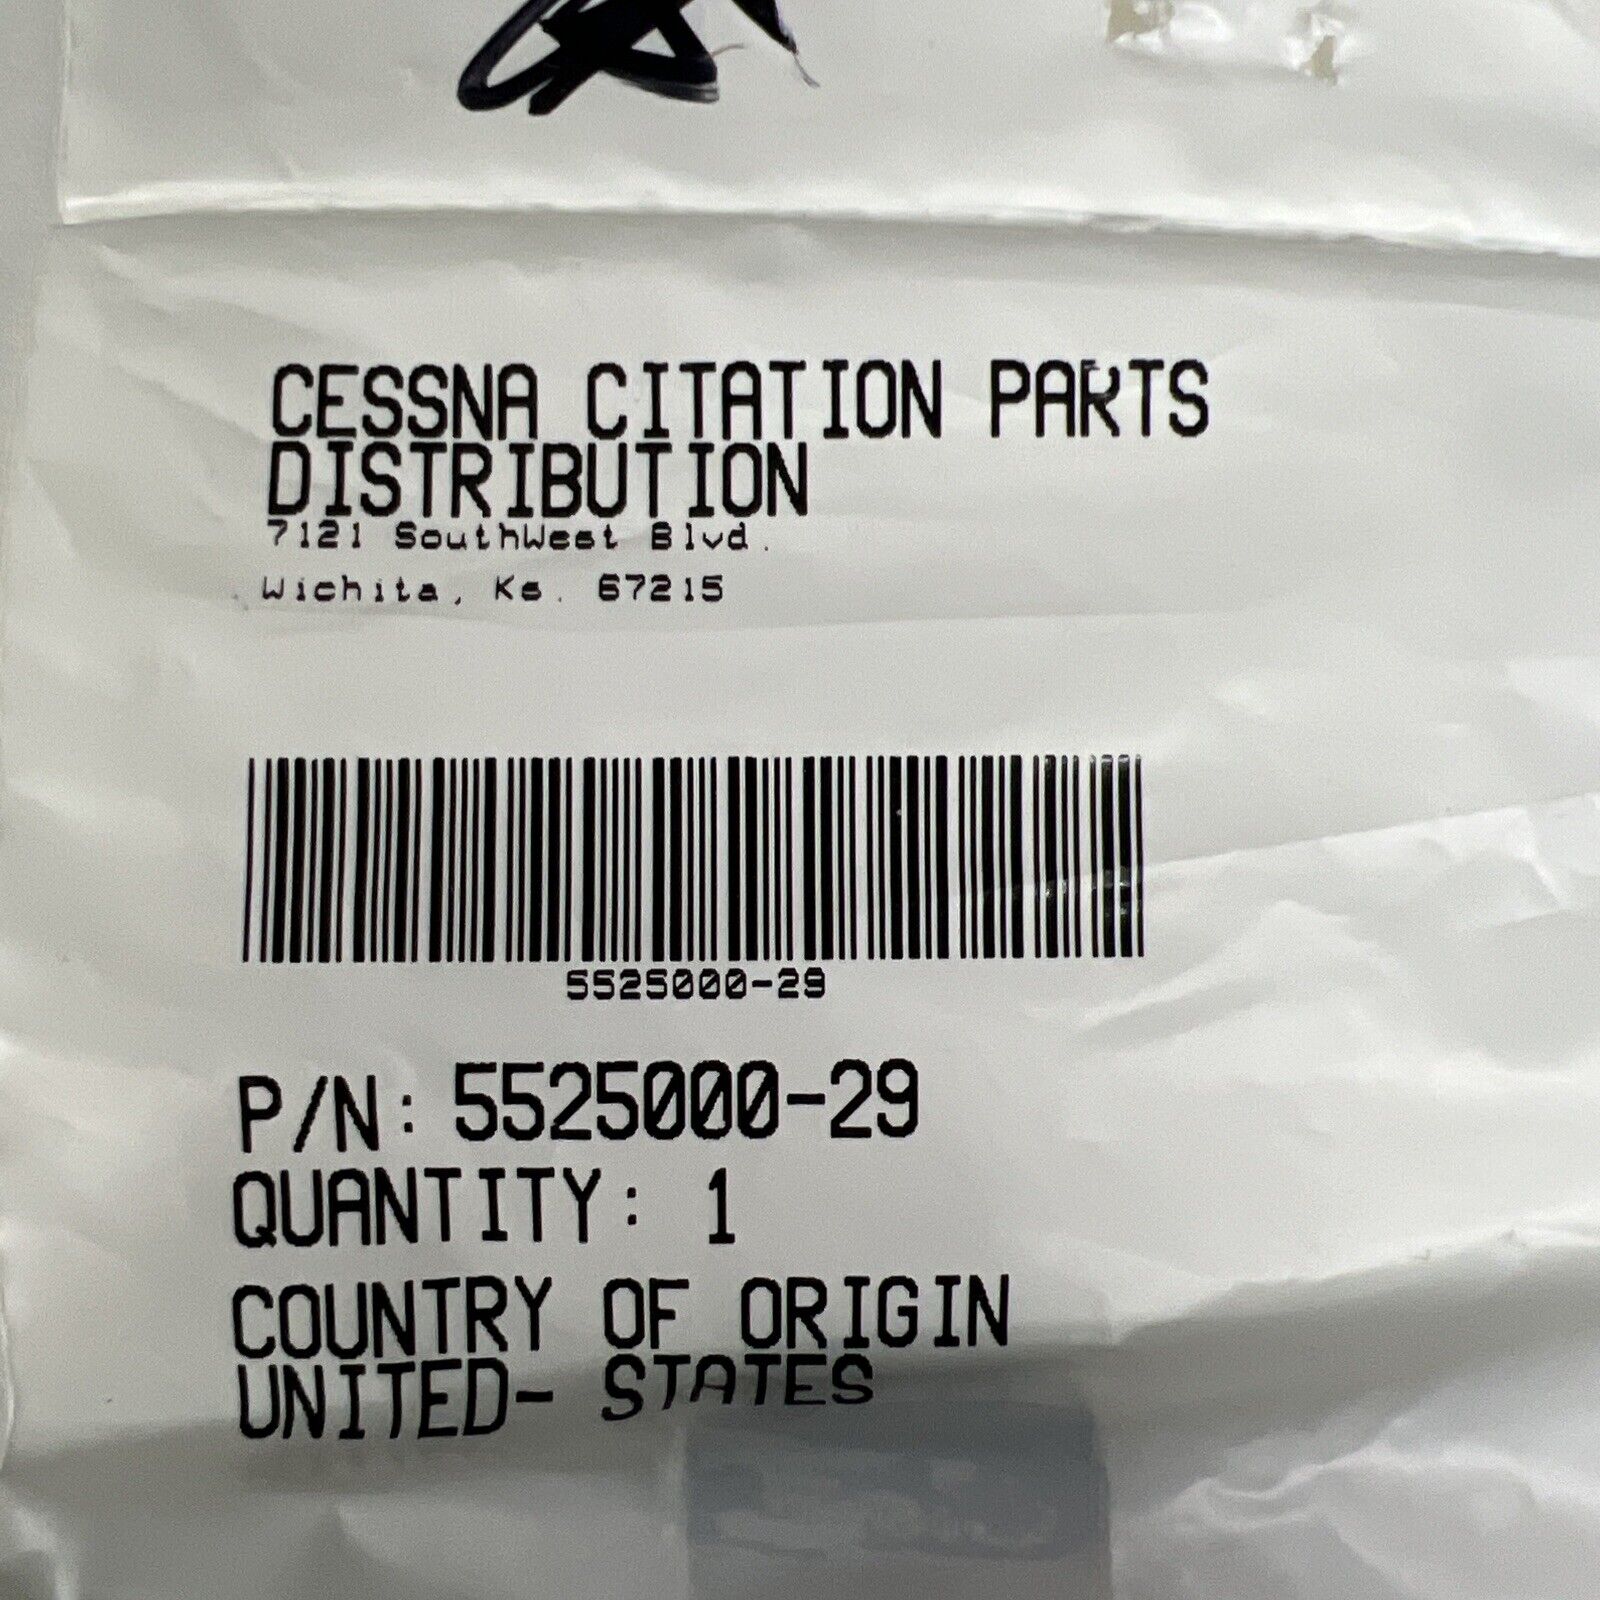 CESSNA CITATION PARTS
DISTRIBUTION
7121 SouthWest Blvd.
Wichita, Ks. 67215
5525000-29
P/N: 5525000-29
QUANTITY: 1
COUNTRY OF ORIGIN
UNITED- STATES